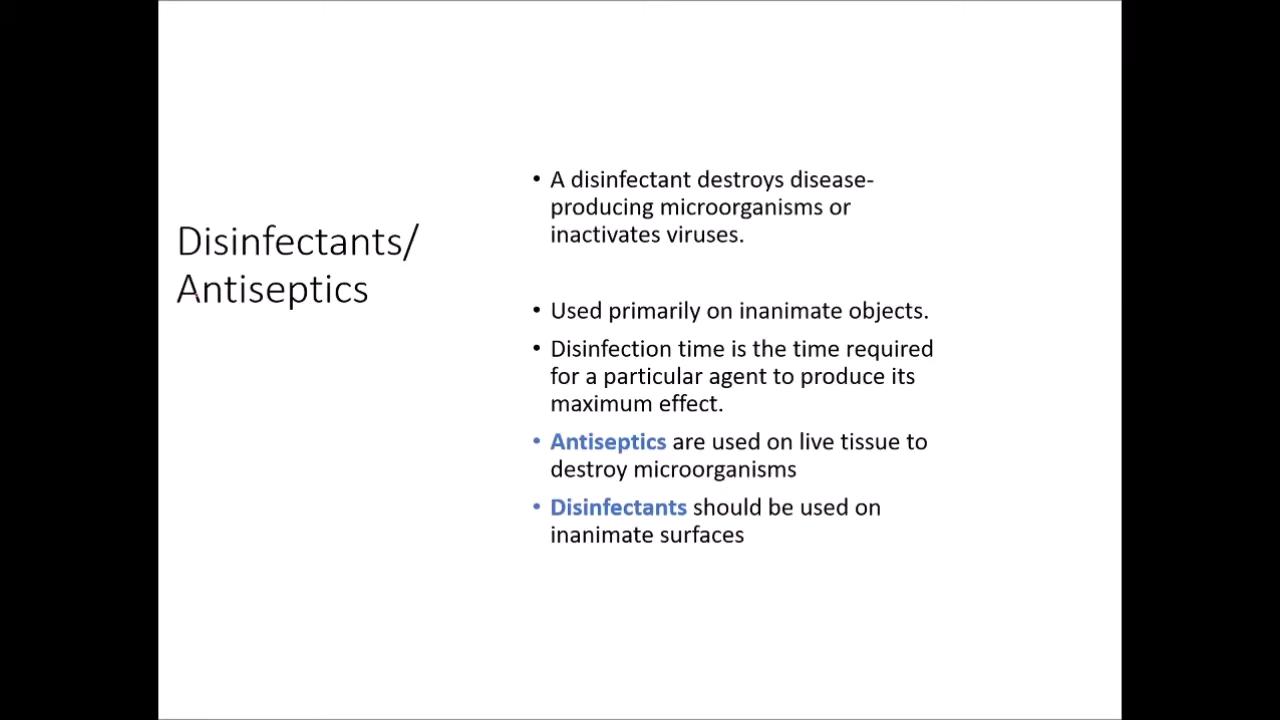 Disinfectants/
Antiseptics
• A disinfectant destroys disease-
producing microorganisms or
inactivates viruses.
• Used primarily on inanimate objects.
• Disinfection time is the time required
for a particular agent to produce its
maximum effect.
• Antiseptics are used on live tissue to
destroy microorganisms
• Disinfectants should be used on
inanimate surfaces